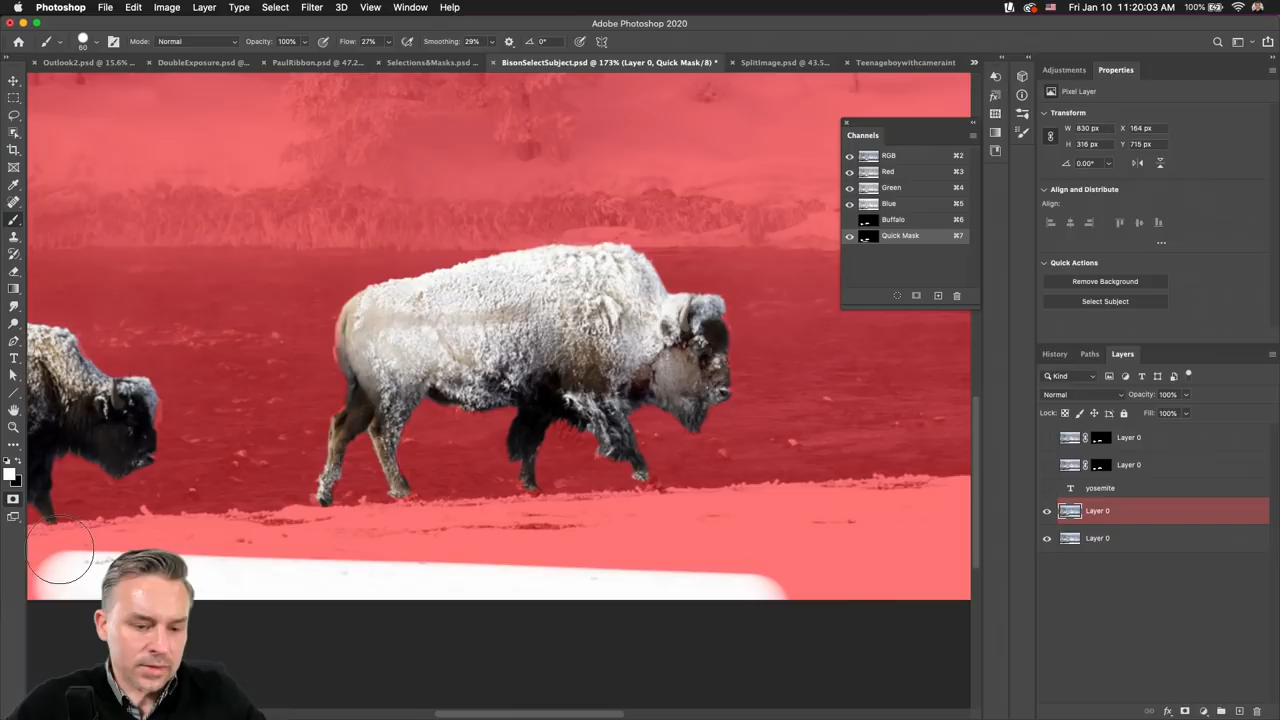 Photoshop File Edit Image Layer Type Select Filter 3D View Window Help Fri Jan 10 11:20:03 AM 100%
Adobe Photoshop 2020
60 Mode: Normal Opacity: 100% Flow: 27% Smoothing: 29% 0°
Outlook2.psd @ 15.6% ... DoubleExposure.psd @... PaulRibbon.psd @ 47.2... Selections&Masks.psd... BisonSelectSubject.psd @ 173% (Layer 0, Quick Mask/8) * SplitImage.psd @ 43.5... Teenageboywithcameraint
Adjustments Properties
Pixel Layer
Transform
W 830 px X 164 px
H 316 px Y 715 px
0.00°
Align and Distribute
Align:
Quick Actions
Remove Background
Select Subject
Channels
RGB ⌘2
Red ⌘3
Green ⌘4
Blue ⌘5
Buffalo ⌘6
Quick Mask ⌘7
History Paths Layers
Kind
Normal Opacity: 100%
Lock: Fill: 100%
Layer 0
Layer 0
yosemite
Layer 0
Layer 0